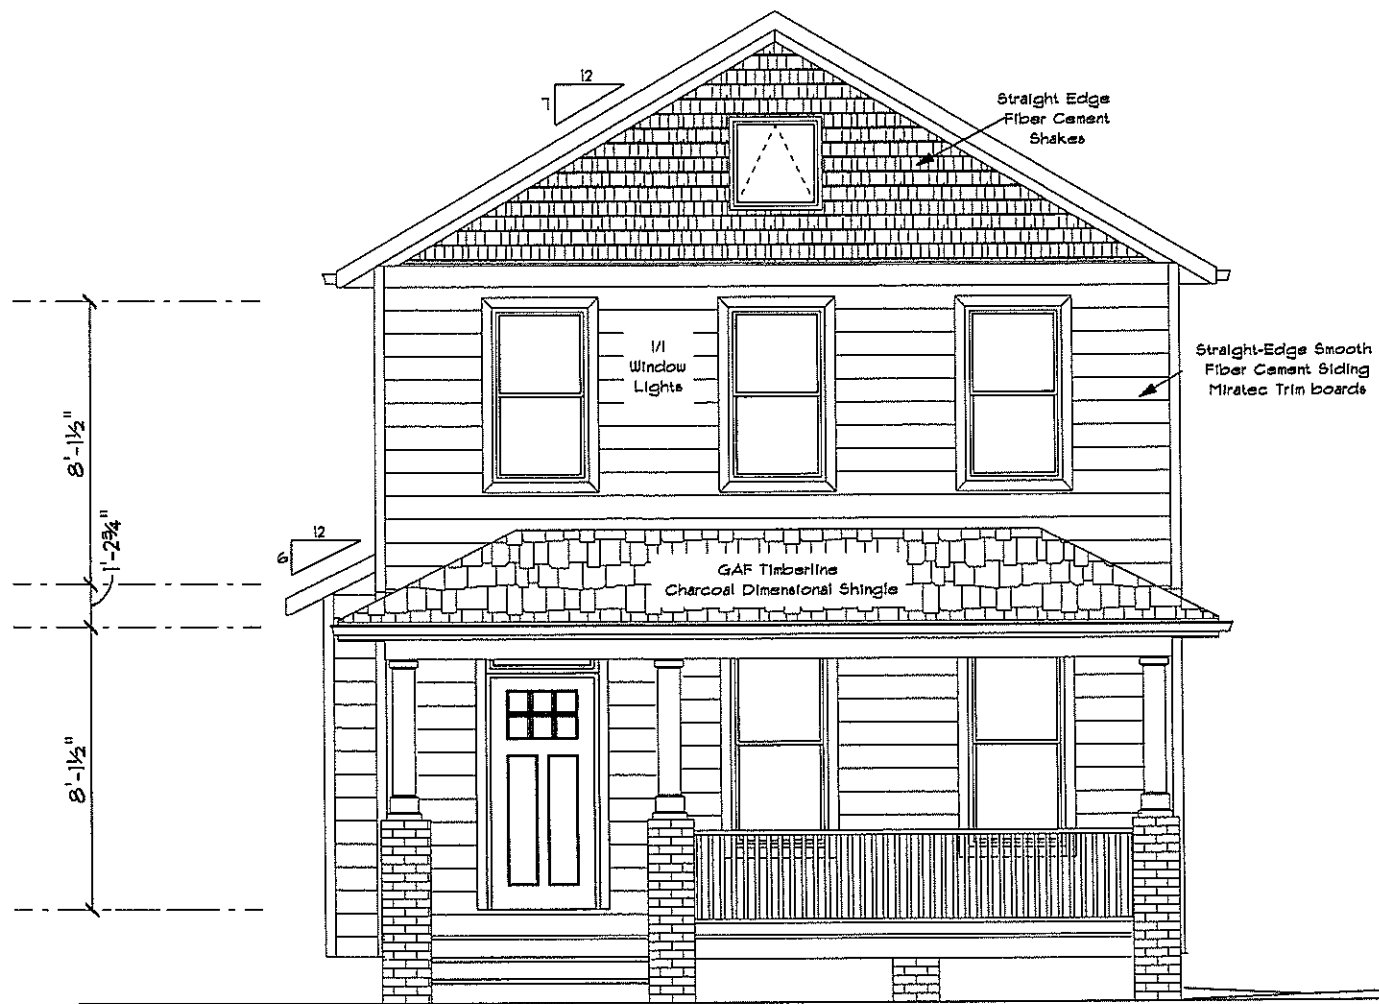 12
7
Straight Edge
Fiber Cement
Shakes
1/1
Window
Lights
Straight-Edge Smooth
Fiber Cement Siding
Miratec Trim boards
8'-1½"
1'-2¾"
12
6
GAF Timberline
Charcoal Dimensional Shingle
8'-1½"